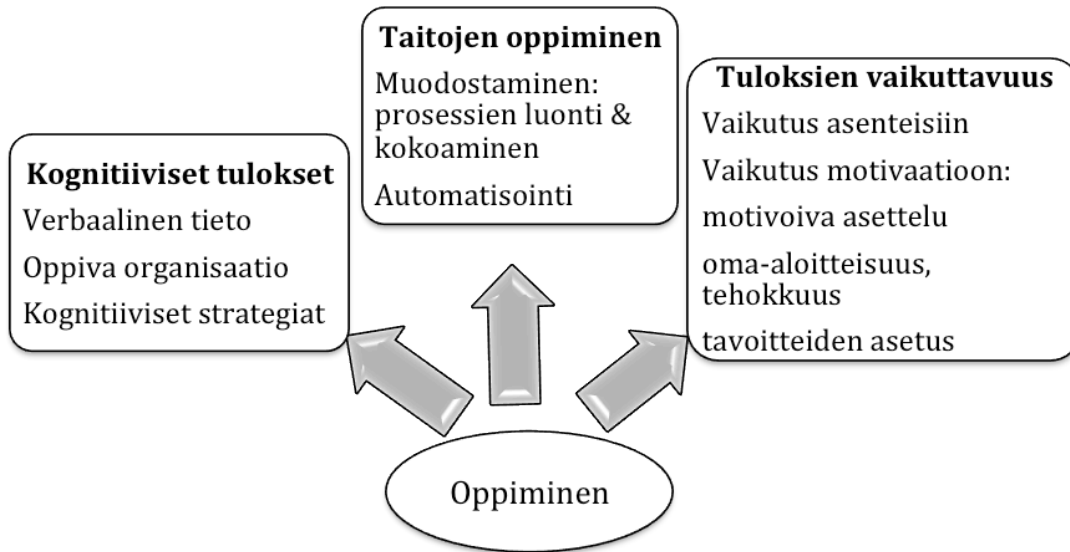 Kognitiiviset tulokset
Verbaalinen tieto
Oppiva organisaatio
Kognitiiviset strategiat
Taitojen oppiminen
Muodostaminen:
prosessien luonti &
kokoaminen
Automatisointi
Tuloksien vaikuttavuus
Vaikutus asenteisiin
Vaikutus motivaatioon:
motivoiva asettelu
oma-aloitteisuus,
tehokkuus
tavoitteiden asetus
Oppiminen